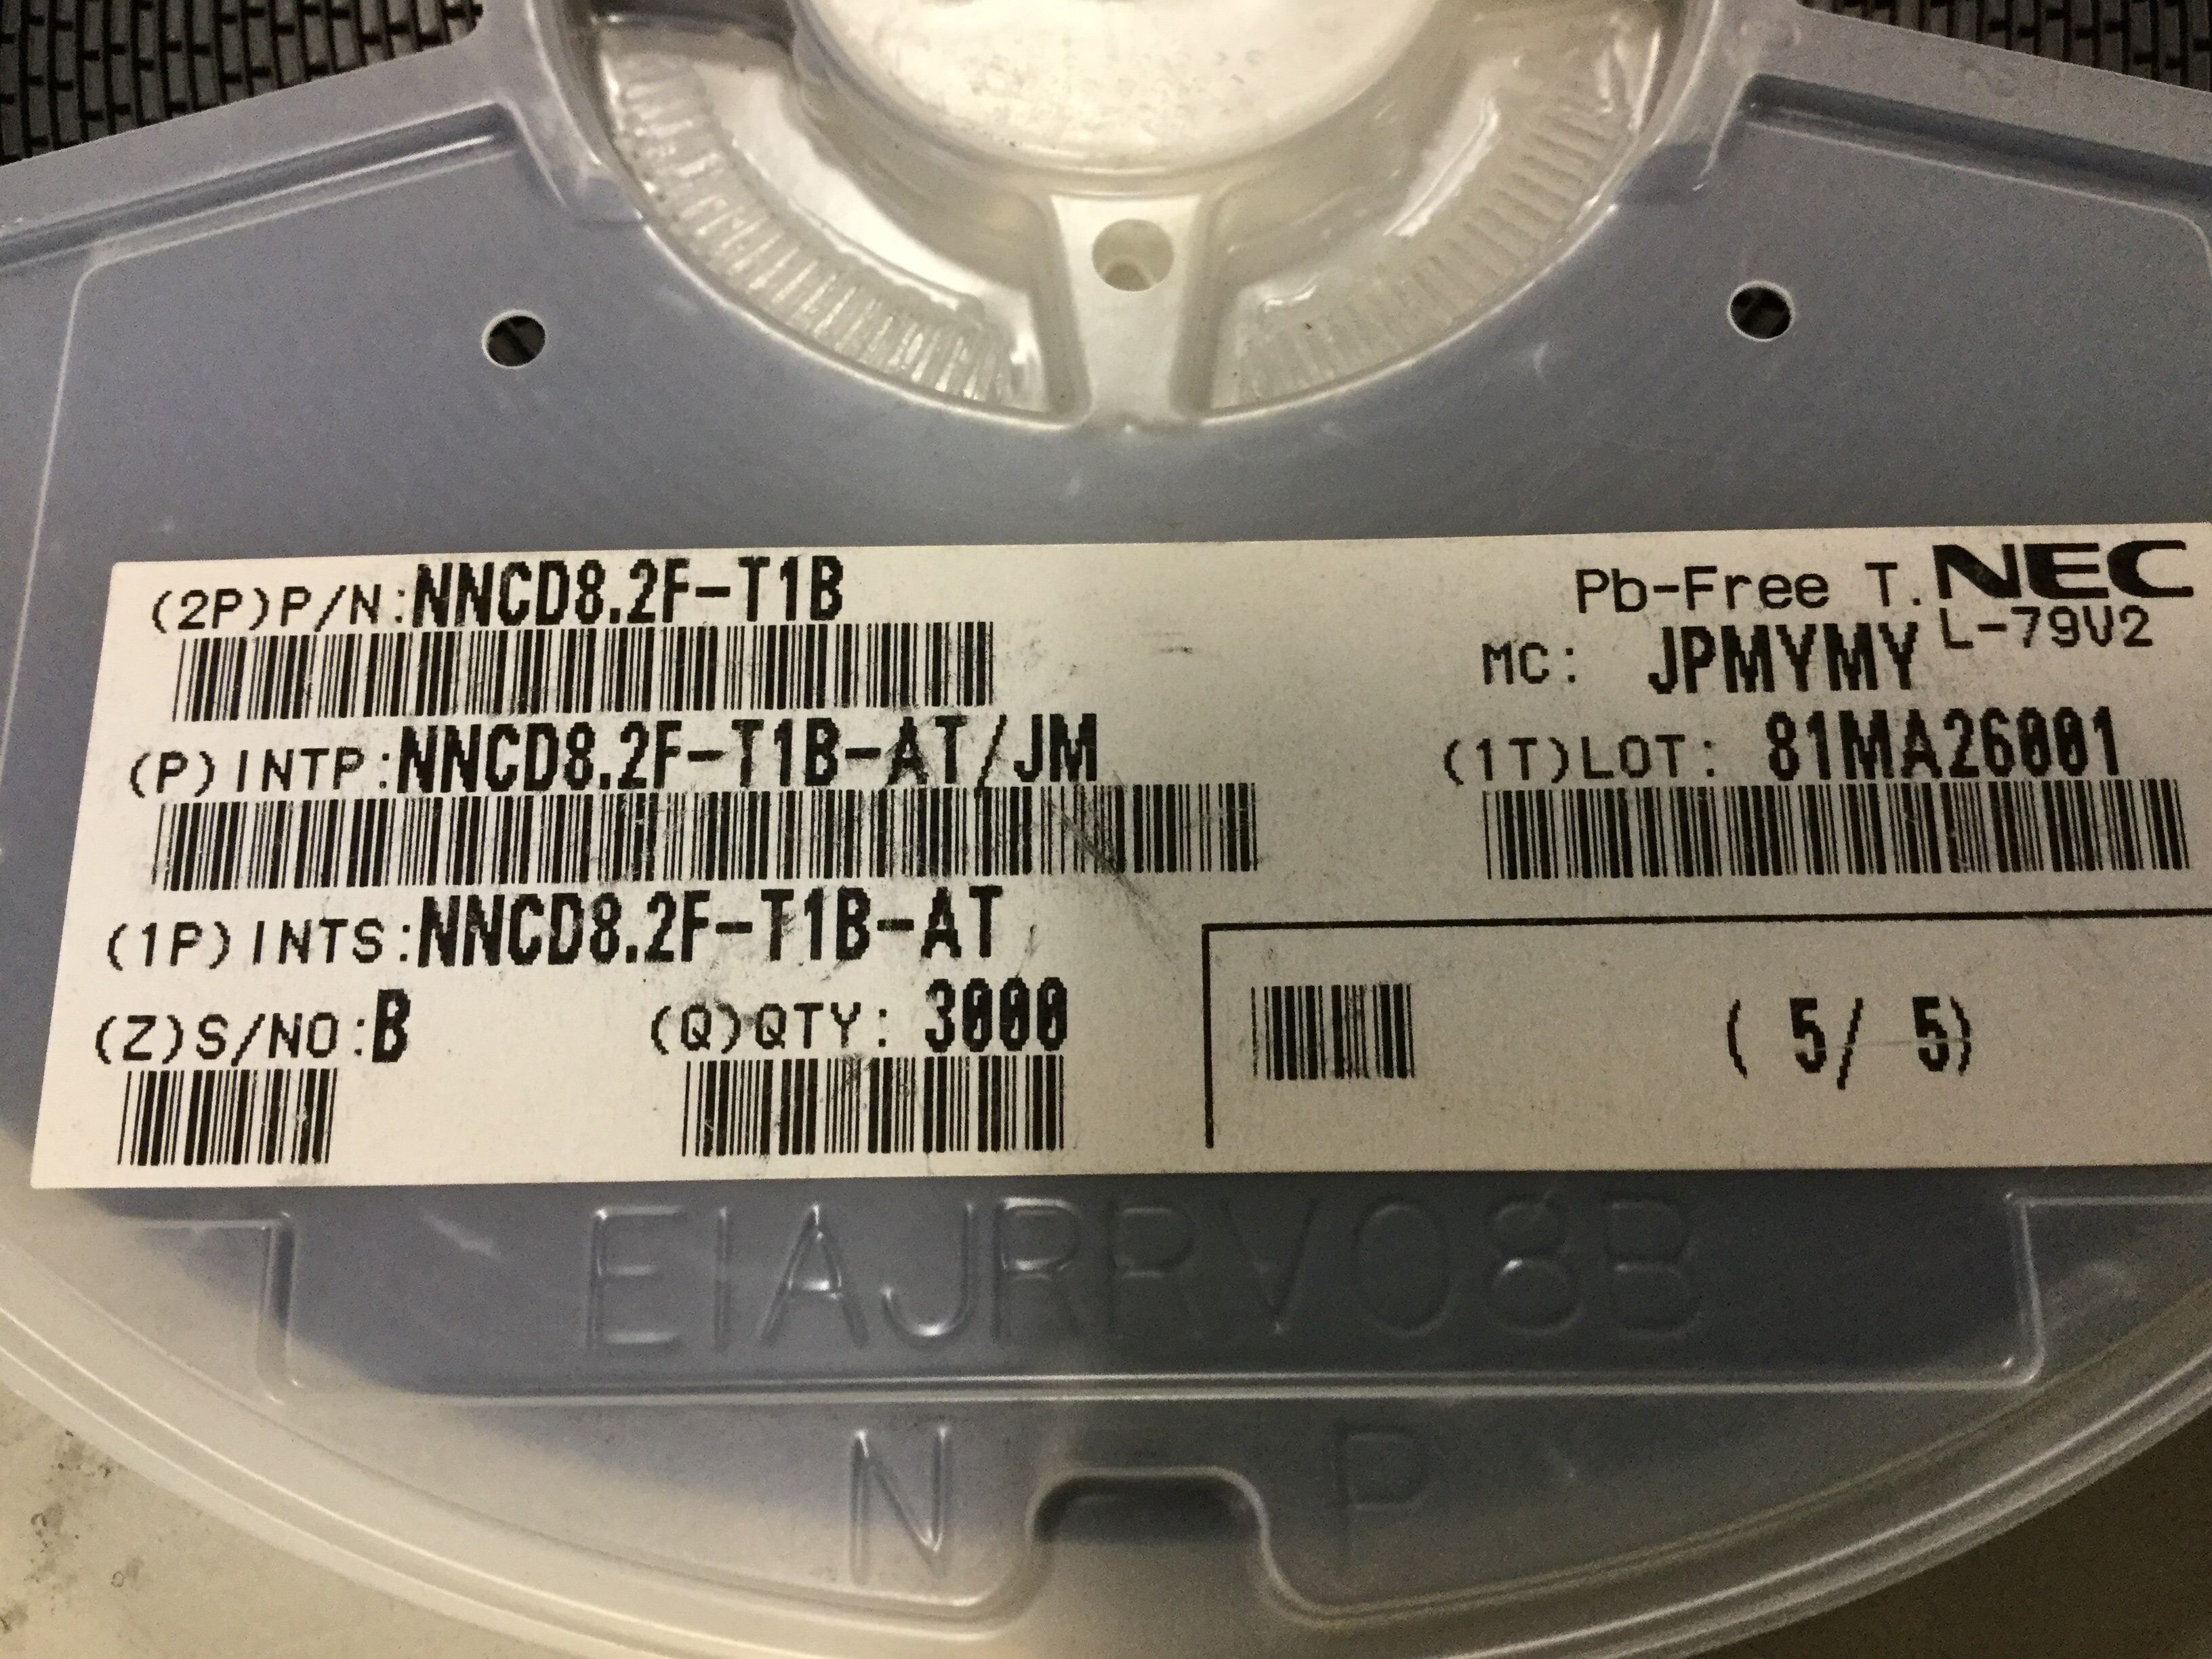 (2P)P/N:NNCD8.2F-T1B
Pb-Free T. NEC
L-79V2
MC: JPMYMY
(P)INTP:NNCD8.2F-T1B-AT/JM
(1T)LOT: 81MA26001
(1P)INTS:NNCD8.2F-T1B-AT
(Z)S/NO:B
(Q)QTY: 3000
( 5/ 5)
EIAJRRV08B
N P